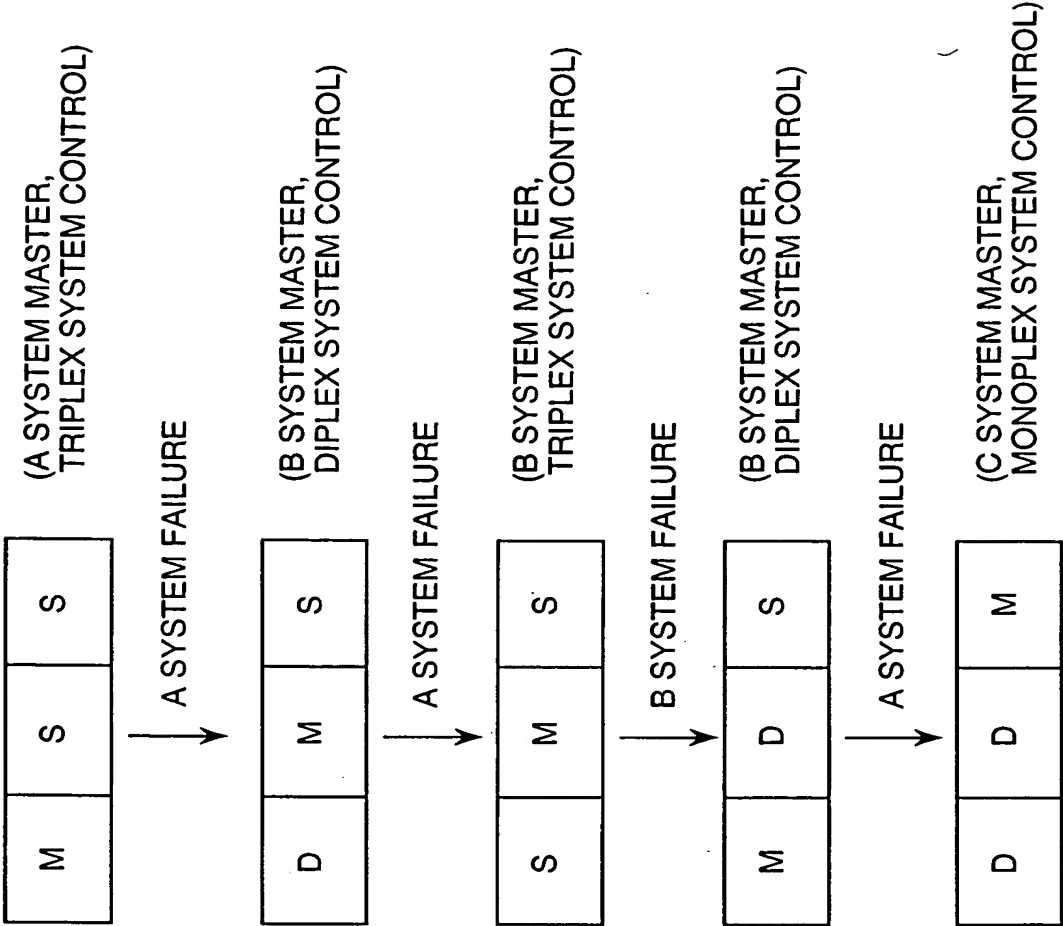 M S S (A SYSTEM MASTER,
TRIPLEX SYSTEM CONTROL)
A SYSTEM FAILURE
D M S (B SYSTEM MASTER,
DIPLEX SYSTEM CONTROL)
A SYSTEM FAILURE
S M S (B SYSTEM MASTER,
TRIPLEX SYSTEM CONTROL)
B SYSTEM FAILURE
M D S (B SYSTEM MASTER,
DIPLEX SYSTEM CONTROL)
A SYSTEM FAILURE
D D M (C SYSTEM MASTER,
MONOPLEX SYSTEM CONTROL)